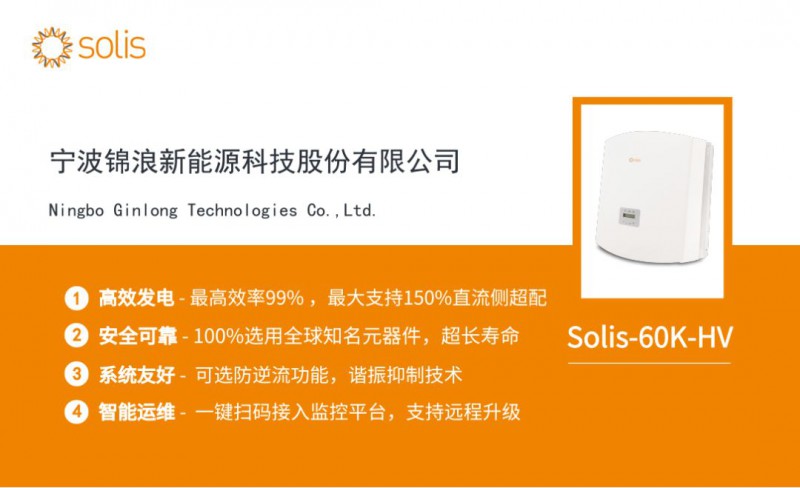 solis
宁波锦浪新能源科技股份有限公司
Ningbo Ginlong Technologies Co.,Ltd.
1 高效发电 - 最高效率99% ，最大支持150%直流侧超配
2 安全可靠 - 100%选用全球知名元器件，超长寿命
3 系统友好 - 可选防逆流功能，谐振抑制技术
4 智能运维 - 一键扫码接入监控平台，支持远程升级
Solis-60K-HV